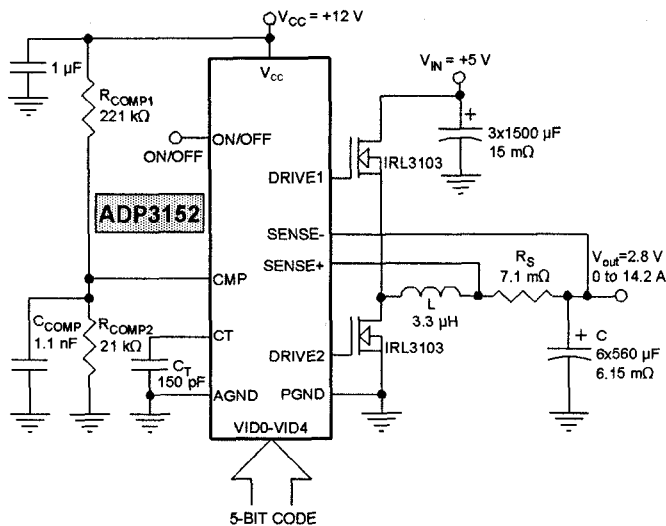 V_CC = +12 V
1 µF
R_COMP1
221 kΩ
V_CC
V_IN = +5 V
+
3x1500 µF
15 mΩ
ON/OFF
ON/OFF
DRIVE1
IRL3103
ADP3152
SENSE-
SENSE+
R_S
7.1 mΩ
V_out=2.8 V
0 to 14.2 A
CMP
L
3.3 µH
C_COMP
1.1 nF
R_COMP2
21 kΩ
CT
C_T
150 pF
DRIVE2
IRL3103
+ C
6x560 µF
6.15 mΩ
AGND
PGND
VID0-VID4
5-BIT CODE